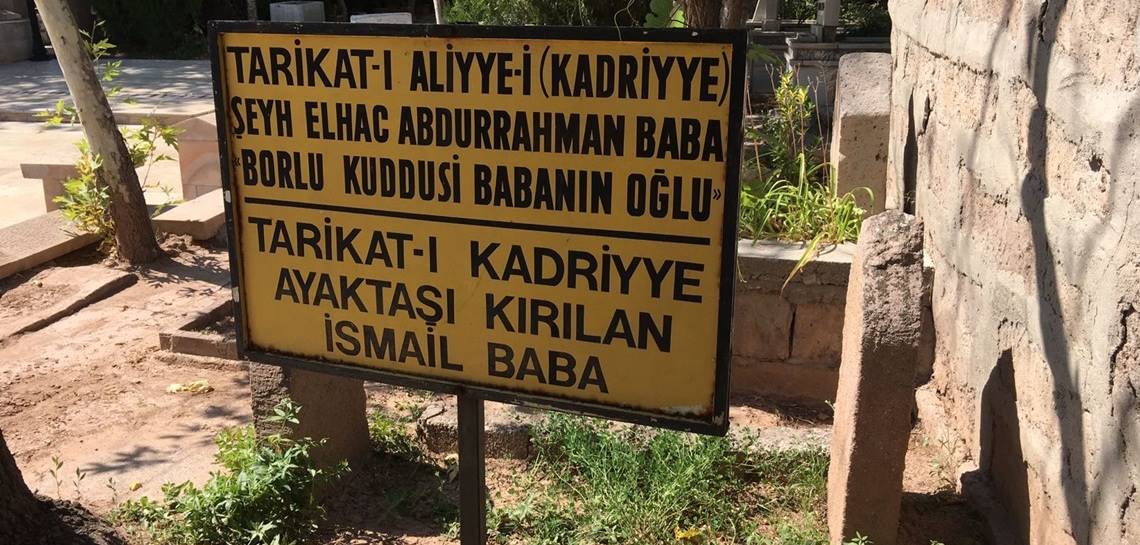 TARİKAT-I ALİYYE-İ (KADRİYYE)
ŞEYH ELHAC ABDURRAHMAN BABA
«BORLU KUDDUSİ BABANIN OĞLU»
TARİKAT-I KADRİYYE
AYAKTAŞI KIRILAN
İSMAİL BABA